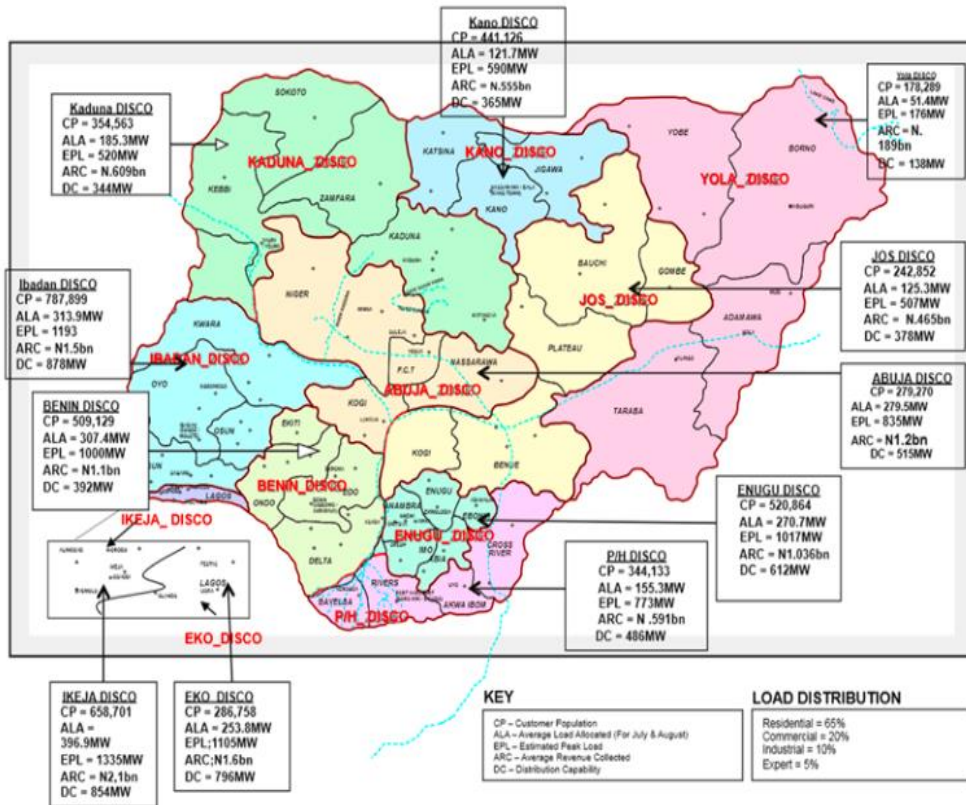 Kano DISCO
CP = 441,126
ALA = 121.7MW
EPL = 590MW
ARC = N.555bn
DC = 365MW
Yola DISCO
CP = 178,289
ALA = 51.4MW
EPL = 176MW
ARC = N.
189bn
DC = 138MW
Kaduna DISCO
CP = 354,563
ALA = 185.3MW
EPL = 520MW
ARC = N.609bn
DC = 344MW
SOKOTO
KEBBI
ZAMFARA
KADUNA_DISCO
KATSINA
KANO_DISCO
JIGAWA
KANO
YOBE
BORNO
YOLA_DISCO
KADUNA
BAUCHI
GOMBE
JOS_DISCO
PLATEAU
ADAMAWA
TARABA
JOS DISCO
CP = 242,852
ALA = 125.3MW
EPL = 507MW
ARC = N.465bn
DC = 378MW
Ibadan DISCO
CP = 787,899
ALA = 313.9MW
EPL = 1193
ARC = N1.5bn
DC = 878MW
NIGER
KWARA
IBADAN_DISCO
OYO
OSUN
F.C.T
NASSARAWA
ABUJA_DISCO
KOGI
ABUJA DISCO
CP = 279,270
ALA = 279.5MW
EPL = 835MW
ARC = N1.2bn
DC = 515MW
BENIN DISCO
CP = 509,129
ALA = 307.4MW
EPL = 1000MW
ARC = N1.1bn
DC = 392MW
EKITI
KOGI
BENUE
BENIN_DISCO
ONDO
EDO
DELTA
LAGOS
ENUGU
ANAMBRA
EBONYI
ENUGU_DISCO
IMO
ABIA
CROSS
RIVER
ENUGU DISCO
CP = 520,864
ALA = 270.7MW
EPL = 1017MW
ARC = N1.036bn
DC = 612MW
IKEJA_ DISCO
LAGOS
EKO_DISCO
RIVERS
BAYELSA
P/H_DISCO
AKWA IBOM
P/H DISCO
CP = 344,133
ALA = 155.3MW
EPL = 773MW
ARC = N .591bn
DC = 486MW
IKEJA DISCO
CP = 658,701
ALA =
396.9MW
EPL = 1335MW
ARC = N2,1bn
DC = 854MW
EKO DISCO
CP = 286,758
ALA = 253.8MW
EPL;1105MW
ARC;N1.6bn
DC = 796MW
KEY
CP – Customer Population
ALA – Average Load Allocated (For July & August)
EPL – Estimated Peak Load
ARC – Average Revenue Collected
DC – Distribution Capability
LOAD DISTRIBUTION
Residential = 65%
Commercial = 20%
Industrial = 10%
Expert = 5%